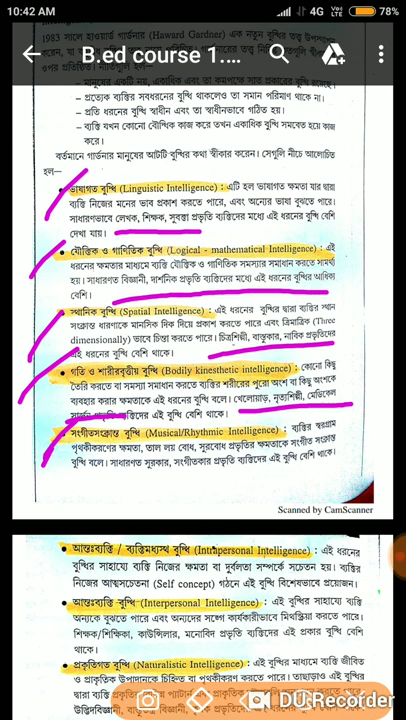 10:42 AM 4G VoLTE 78%
B.ed course 1....
1983 সালে হাওয়ার্ড গার্ডনার (Haward Gardner) এক নতুন বুদ্ধির তত্ত্ব
– প্রত্যেক ব্যক্তির সবধরনের বুদ্ধি থাকলেও তা সমান পরিমাণ থাকে না।
– প্রতি ধরনের বুদ্ধি স্বাধীন এবং তা স্বাধীনভাবে গঠিত হয়।
– ব্যক্তি যখন কোনো বৌদ্ধিক কাজ করে তখন একাধিক বুদ্ধি সমবেত হয়ে কাজ
করে।
বর্তমানে গার্ডনার মানুষের আটটি বুদ্ধির কথা স্বীকার করেন। সেগুলি নীচে আলোচিত
হল—
• ভাষাগত বুদ্ধি (Linguistic Intelligence) : এটি হল ভাষাগত ক্ষমতা যার দ্বারা
ব্যক্তি নিজের মনের ভাব প্রকাশ করতে পারে, এবং অন্যের ভাষা বুঝতে পারে।
সাধারণভাবে লেখক, শিক্ষক, সুবক্তা প্রভৃতি ব্যক্তিদের মধ্যে এই ধরনের বুদ্ধি বেশি
দেখা যায়।
• যৌক্তিক ও গাণিতিক বুদ্ধি (Logical - mathematical Intelligence) : এই
ধরনের ক্ষমতার মাধ্যমে ব্যক্তি যৌক্তিক ও গাণিতিক সমস্যার সমাধান করতে সামর্থ্য
হয়। সাধারণত বিজ্ঞানী, দার্শনিক প্রভৃতি ব্যক্তিদের মধ্যে এই ধরনের বুদ্ধির আধিক্য
বেশি।
• স্থানিক বুদ্ধি (Spatial Intelligence) : এই ধরনের বুদ্ধির দ্বারা ব্যক্তির স্থান
সংক্রান্ত ধারণাকে মানসিক দিক দিয়ে প্রকাশ করতে পারে এবং ত্রিমাত্রিক (Three
dimensionally) ভাবে চিন্তা করতে পারে। চিত্রশিল্পী, বাস্তুকার, নাবিক প্রভৃতিদের
এই ধরনের বুদ্ধি বেশি থাকে।
• গতি ও শারীরবৃত্তীয় বুদ্ধি (Bodily kinesthetic intelligence) : কোনো কিছু
তৈরি করতে বা সমস্যা সমাধান করতে ব্যক্তির শরীরের পুরো অংশ বা কিছু অংশকে
ব্যবহার করার ক্ষমতাকে এই ধরনের বুদ্ধি বলে। খেলোয়াড়, নৃত্যশিল্পী, মেডিকেল
সার্জন প্রভৃতি ব্যক্তিদের এই বুদ্ধি বেশি থাকে।
• সংগীতসংক্রান্ত বুদ্ধি (Musical/Rhythmic Intelligence) : ব্যক্তির স্বরগ্রাম
পৃথকীকরণের ক্ষমতা, তাল লয় বোধ, সুরবোধ প্রভৃতির ক্ষমতাকে সংগীত সংক্রান্ত
বুদ্ধি বলে। সাধারণত সুরকার, সংগীতকার প্রভৃতি ব্যক্তিদের এই বুদ্ধি বেশি থাকে।
Scanned by CamScanner
• আন্তঃব্যক্তি / ব্যক্তিমধ্যস্থ বুদ্ধি (Intrapersonal Intelligence) : এই ধরনের
বুদ্ধির সাহায্যে ব্যক্তি নিজের ক্ষমতা বা দুর্বলতা সম্পর্কে সচেতন হয়। ব্যক্তির
নিজের আত্মসচেতনা (Self concept) গঠনে এই বুদ্ধি বিশেষভাবে প্রয়োজন।
• আন্তঃব্যক্তি বুদ্ধি (Interpersonal Intelligence) : এই বুদ্ধির সাহায্যে ব্যক্তি
অন্যকে বুঝতে পারে এবং অন্যদের সঙ্গে কার্যকারীভাবে মিথস্ক্রিয়া করতে পারে।
শিক্ষক/শিক্ষিকা, কাউন্সিলার, মনোবিদ প্রভৃতি ব্যক্তিদের এই প্রকার বুদ্ধি বেশি
থাকে।
• প্রকৃতিগত বুদ্ধি (Naturalistic Intelligence) : এই বুদ্ধির মাধ্যমে ব্যক্তি জীবিত
ও প্রাকৃতিক উপাদানকে চিহ্নিত বা পৃথকীকরণ করতে পারে। তাছাড়াও এই বুদ্ধির
দ্বারা ব্যক্তি
DU Recorder